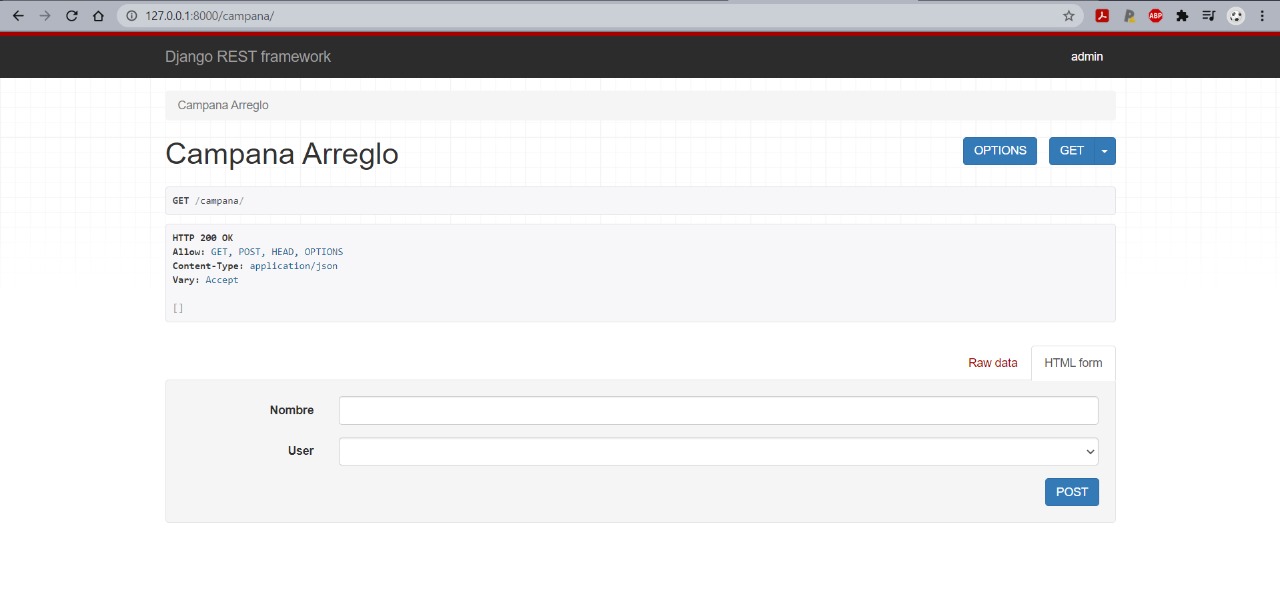 127.0.0.1:8000/campana/
ABP
Django REST framework
admin
Campana Arreglo
Campana Arreglo
OPTIONS
GET
GET /campana/
HTTP 200 OK
Allow: GET, POST, HEAD, OPTIONS
Content-Type: application/json
Vary: Accept
[]
Raw data
HTML form
Nombre
User
POST